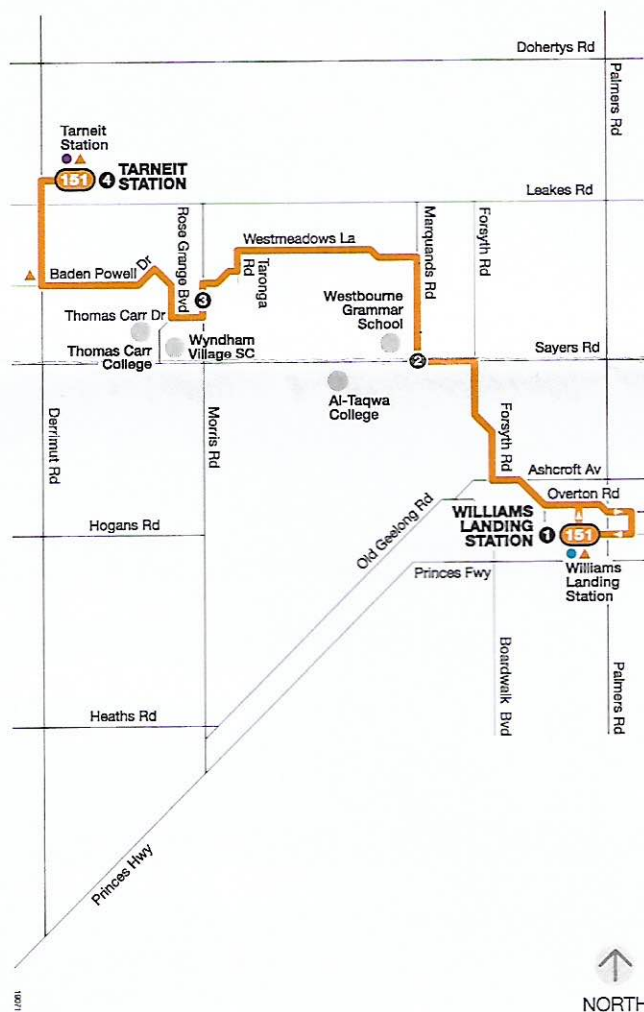 Dohertys Rd
Palmers Rd
Tarneit
Station
151
4
TARNEIT
STATION
Leakes Rd
Rose Grange Bvd
Westmeadows La
Taronga
Rd
Marquands Rd
Forsyth Rd
Baden Powell Dr
3
Thomas Carr Dr
Westbourne
Grammar
School
Thomas Carr
College
Wyndham
Village SC
2
Sayers Rd
Al-Taqwa
College
Derrimut Rd
Morris Rd
Forsyth Rd
Ashcroft Av
Overton Rd
Old Geelong Rd
WILLIAMS
LANDING
STATION
1
151
Hogans Rd
Princes Fwy
Williams
Landing
Station
Boardwalk Bvd
Palmers Rd
Heaths Rd
Princes Hwy
NORTH